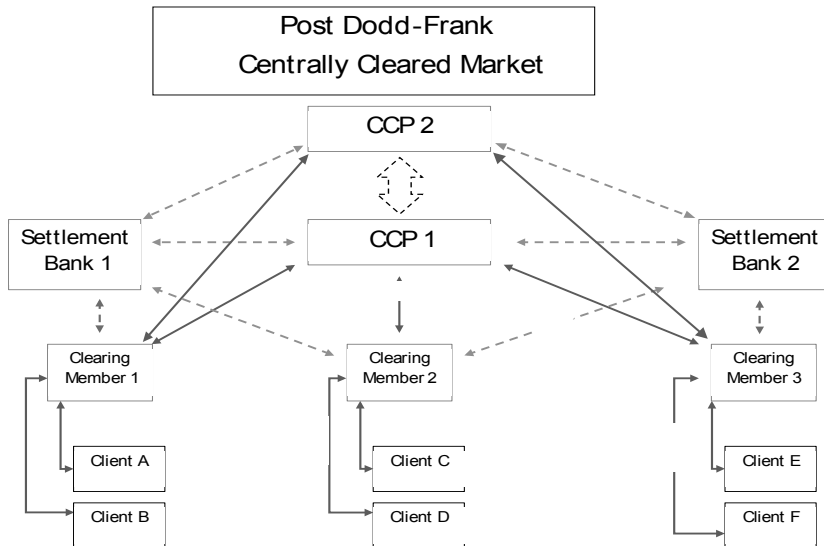 Post Dodd-Frank
Centrally Cleared Market
CCP 2
CCP 1
Settlement
Bank 1
Settlement
Bank 2
Clearing
Member 1
Clearing
Member 2
Clearing
Member 3
Client A
Client B
Client C
Client D
Client E
Client F